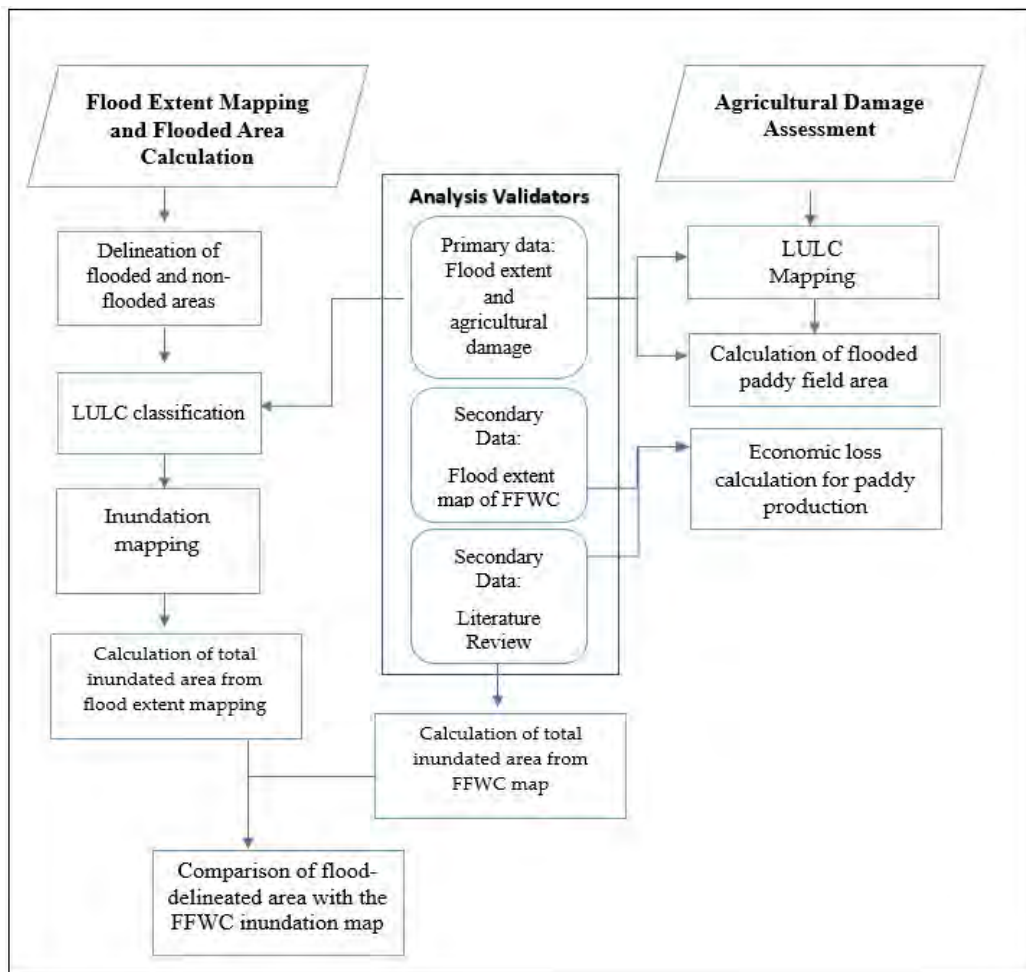 Flood Extent Mapping
and Flooded Area
Calculation
Delineation of
flooded and non-
flooded areas
LULC classification
Inundation
mapping
Calculation of total
inundated area from
flood extent mapping
Comparison of flood-
delineated area with the
FFWC inundation map
Analysis Validators
Primary data:
Flood extent
and
agricultural
damage
Secondary
Data:
Flood extent
map of FFWC
Secondary
Data:
Literature
Review
Calculation of total
inundated area from
FFWC map
Agricultural Damage
Assessment
LULC
Mapping
Calculation of flooded
paddy field area
Economic loss
calculation for paddy
production